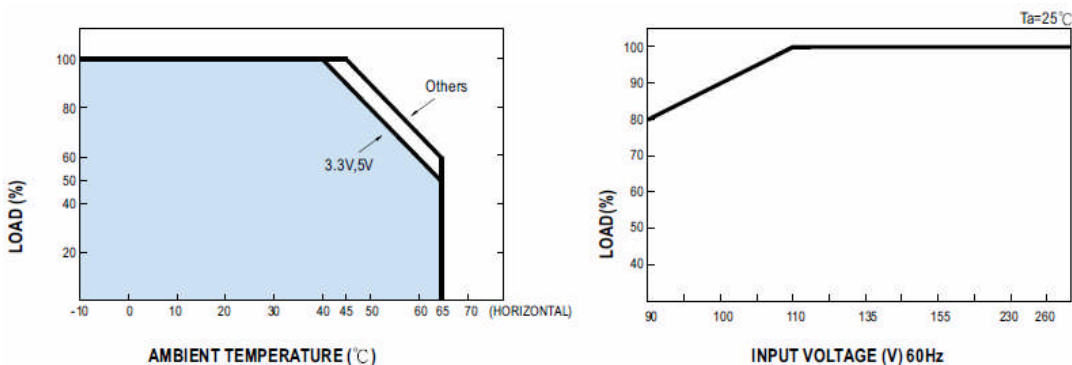 100
80
60
50
40
20
LOAD (%)
Others
3.3V,5V
-10 0 10 20 30 40 45 50 60 65 70 (HORIZONTAL)
AMBIENT TEMPERATURE (℃)
Ta=25℃
100
90
80
70
60
50
40
LOAD(%)
90 100 110 135 155 230 260
INPUT VOLTAGE (V) 60Hz